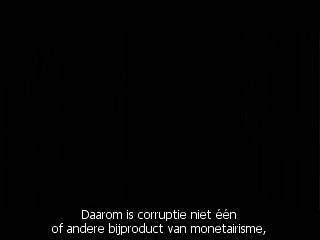 Daarom is corruptie niet één
of andere bijproduct van monetairisme,